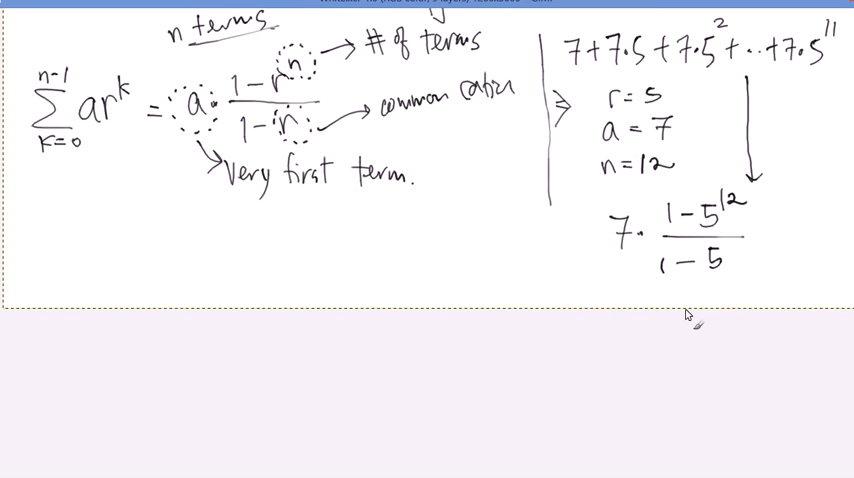 n terms
# of terms
n-1
∑ ar^k = a · (1-r^n)/(1-r)
k=0
common ratio
Very first term.
7+7·5+7·5^2+...+7·5^11
⇒ r=5
a=7
n=12
7· (1-5^12)/(1-5)